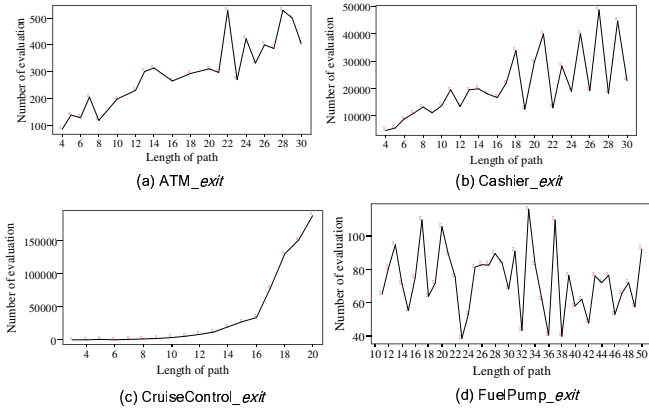 500
400
300
200
100
Number of evaluation
4 6 8 10 12 14 16 18 20 22 24 26 28 30
Length of path
(a) ATM_exit
50000
40000
30000
20000
10000
Number of evaluation
4 6 8 10 12 14 16 18 20 22 24 26 28 30
Length of path
(b) Cashier_exit
150000
100000
50000
0
Number of evaluation
4 6 8 10 12 14 16 18 20
Length of path
(c) CruiseControl_exit
100
80
60
40
Number of evaluation
10 12 14 16 18 20 22 24 26 28 30 32 34 36 38 40 42 44 46 48 50
Length of path
(d) FuelPump_exit